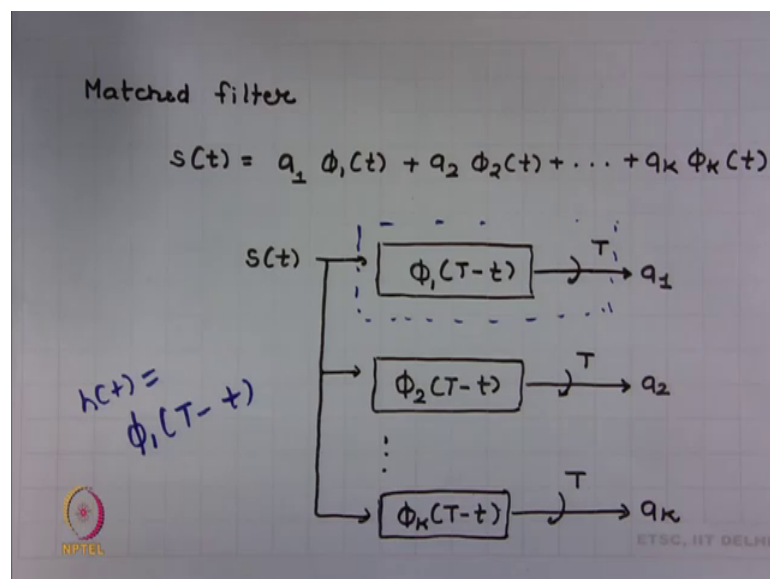 Matched filter
s(t) = a1 ϕ1(t) + a2 ϕ2(t) + ... + aK ϕK(t)
s(t) ϕ1(T-t) T a1
ϕ2(T-t) T a2
h(t) =
ϕ1(T-t)
⋮
ϕK(T-t) T aK
NPTEL
ETSC, IIT DELHI